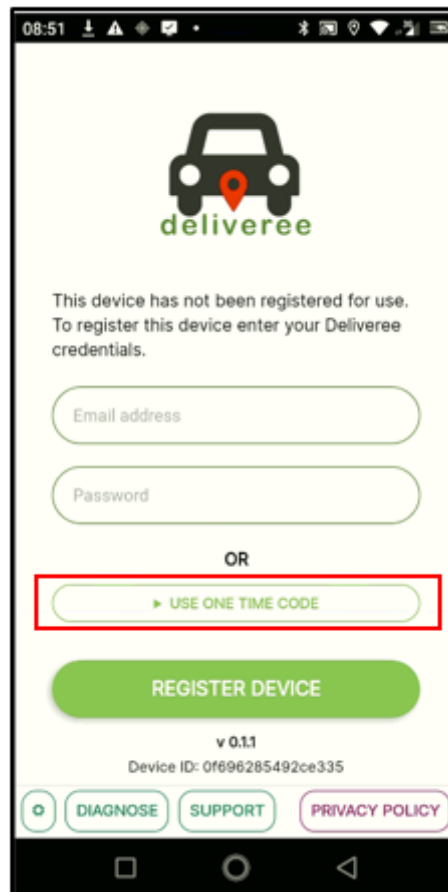 08:51
deliveree
This device has not been registered for use.
To register this device enter your Deliveree
credentials.
Email address
Password
OR
USE ONE TIME CODE
REGISTER DEVICE
v 0.1.1
Device ID: 0f696285492ce335
DIAGNOSE SUPPORT PRIVACY POLICY